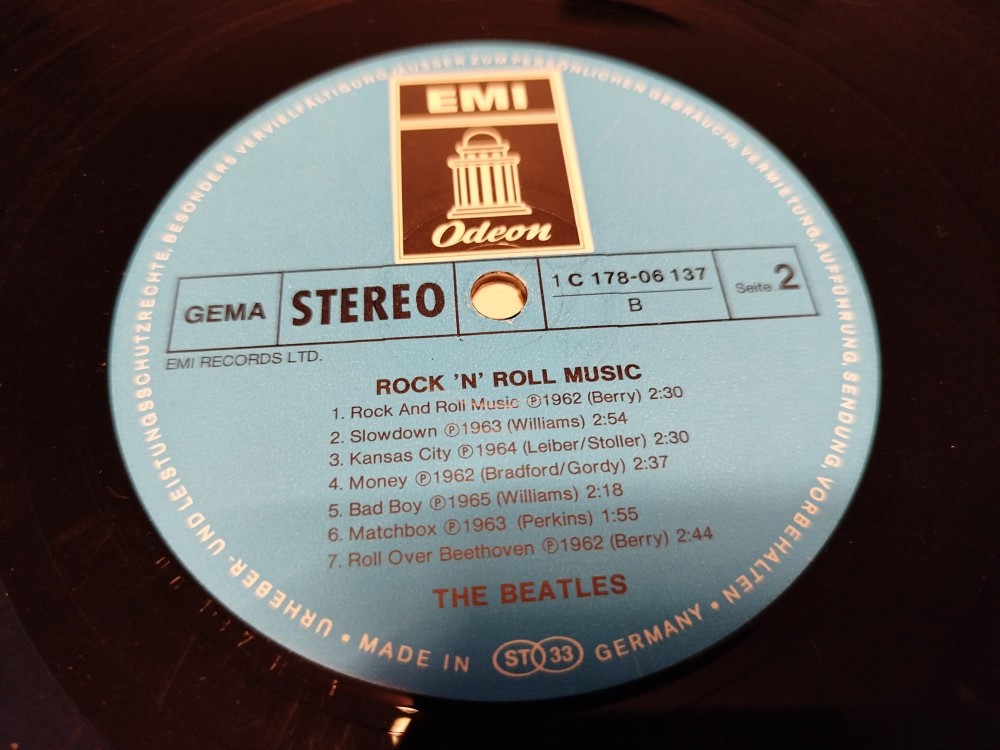 EMI
Odeon
GEMA
STEREO
1 C 178-06 137
B
Seite 2
EMI RECORDS LTD.
ROCK 'N' ROLL MUSIC
1. Rock And Roll Music ℗1962 (Berry) 2:30
2. Slowdown ℗1963 (Williams) 2:54
3. Kansas City ℗1964 (Leiber/Stoller) 2:30
4. Money ℗1962 (Bradford/Gordy) 2:37
5. Bad Boy ℗1965 (Williams) 2:18
6. Matchbox ℗1963 (Perkins) 1:55
7. Roll Over Beethoven ℗1962 (Berry) 2:44
THE BEATLES
URHEBER- UND LEISTUNGSSCHUTZRECHTE, BESONDERS VERVIELFÄLTIGUNG AUSSER ZUM PERSÖNLICHEN GEBRAUCH, VERMIETUNG, AUFFÜHRUNG, SENDUNG, VORBEHALTEN •
• MADE IN ST 33 GERMANY